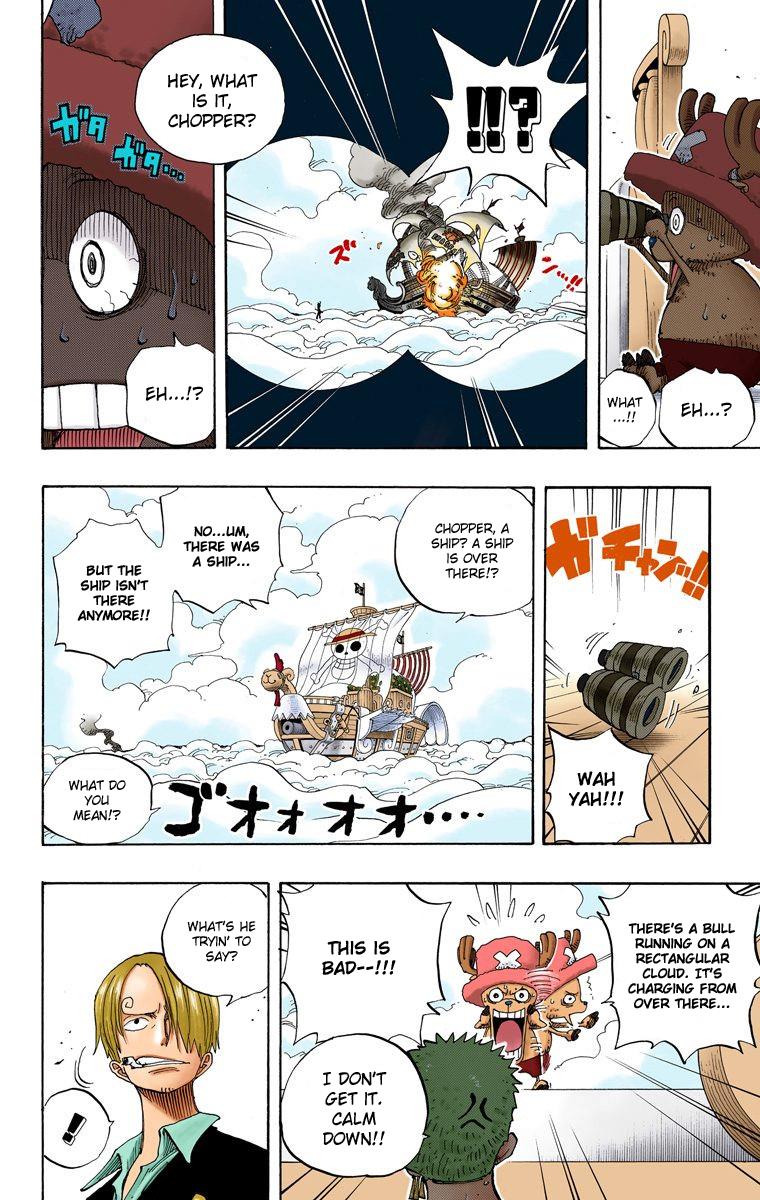 EH...?
WHAT
...!!
!!?
ズ
ン...!!
HEY, WHAT
IS IT,
CHOPPER?
ガタ
ガタ...
EH...!?
ガチャンッ!!
WAH
YAH!!!
CHOPPER, A
SHIP? A SHIP
IS OVER
THERE!?
NO...UM,
THERE WAS
A SHIP...
BUT THE
SHIP ISN'T
THERE
ANYMORE!!
WHAT DO
YOU
MEAN!?
ゴオォオオ....
THERE'S A BULL
RUNNING ON A
RECTANGULAR
CLOUD. IT'S
CHARGING FROM
OVER THERE...
THIS IS
BAD--!!!
I DON'T
GET IT.
CALM
DOWN!!
WHAT'S HE
TRYIN' TO
SAY?
!